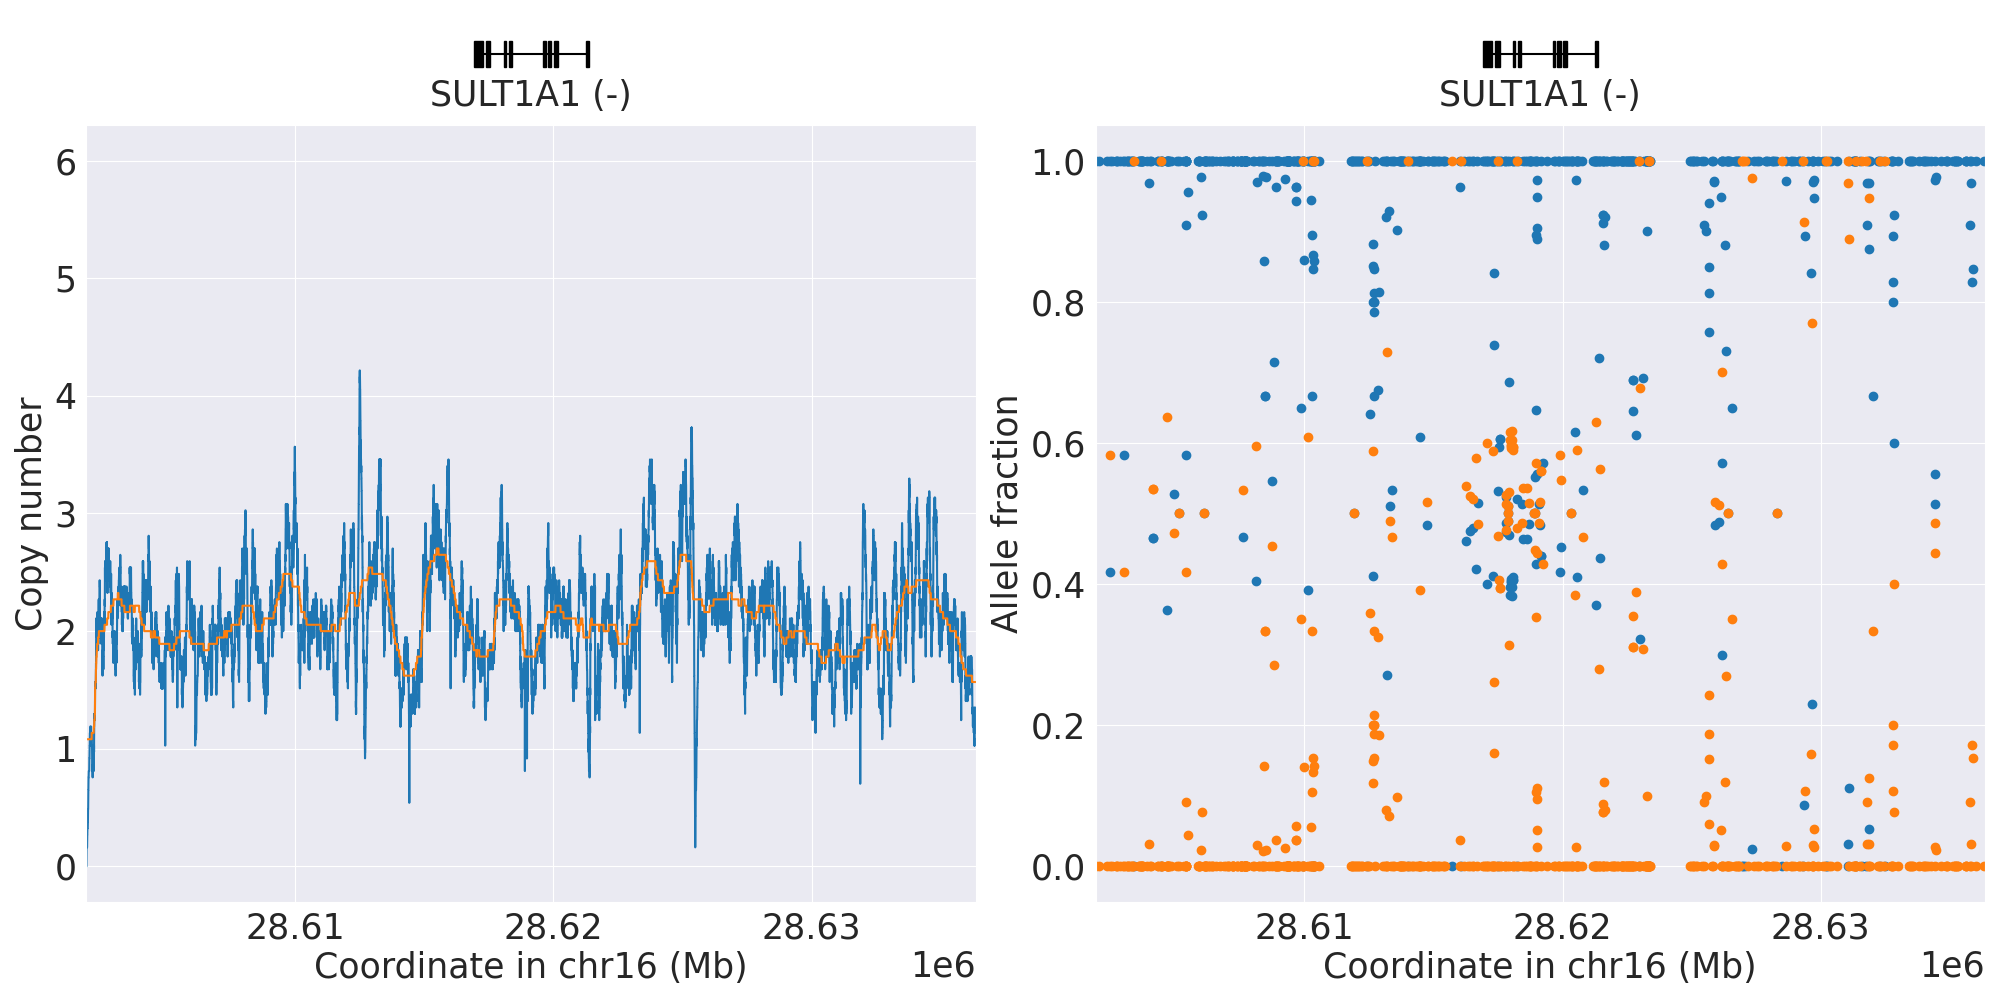 SULT1A1 (-)
6
5
4
3
2
1
0
Copy number
28.61
28.62
28.63
Coordinate in chr16 (Mb)
1e6
SULT1A1 (-)
1.0
0.8
0.6
0.4
0.2
0.0
Allele fraction
28.61
28.62
28.63
Coordinate in chr16 (Mb)
1e6